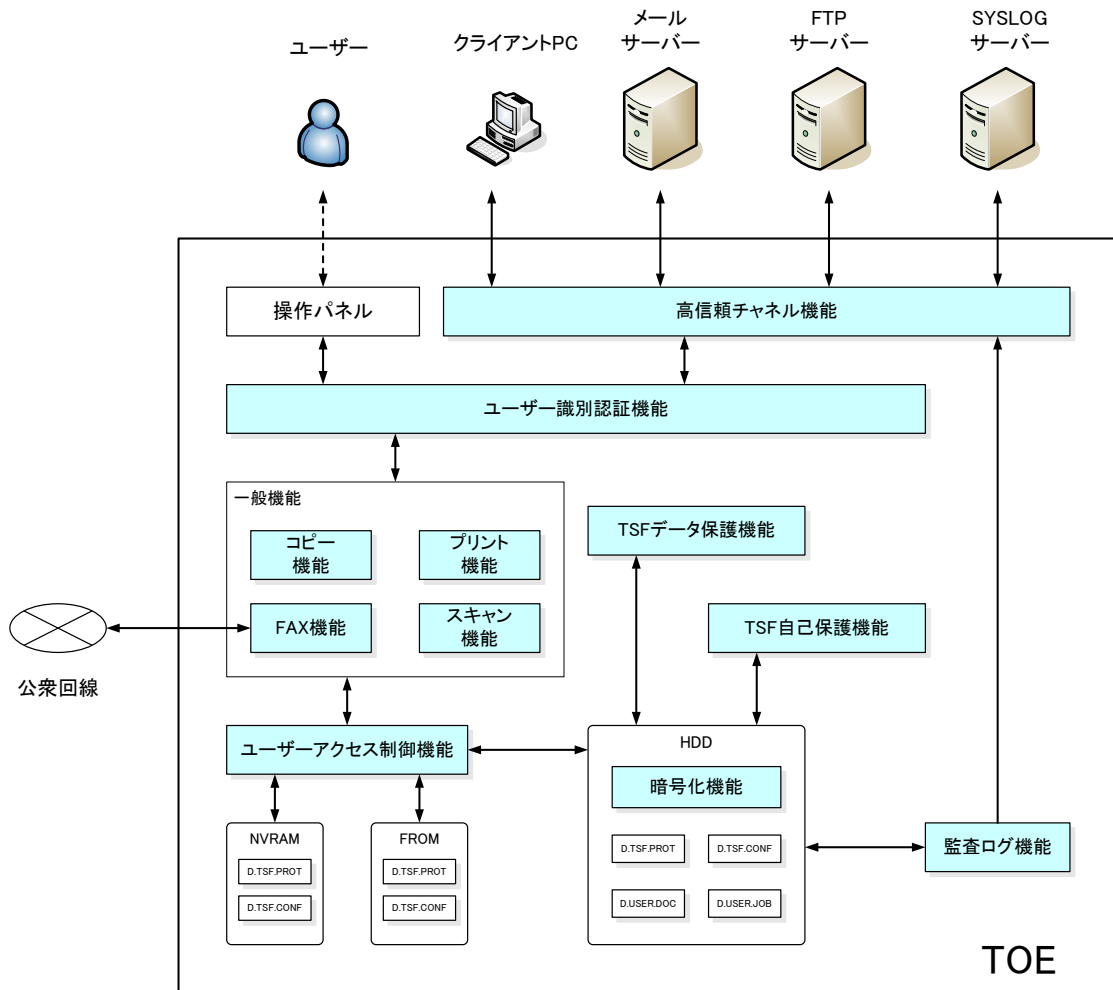 ユーザー
クライアントPC
メール
サーバー
FTP
サーバー
SYSLOG
サーバー
操作パネル
高信頼チャネル機能
ユーザー識別認証機能
一般機能
コピー
機能
プリント
機能
FAX機能
スキャン
機能
TSFデータ保護機能
TSF自己保護機能
公衆回線
ユーザーアクセス制御機能
HDD
暗号化機能
D.TSF.PROT
D.TSF.CONF
D.USER.DOC
D.USER.JOB
NVRAM
D.TSF.PROT
D.TSF.CONF
FROM
D.TSF.PROT
D.TSF.CONF
監査ログ機能
TOE